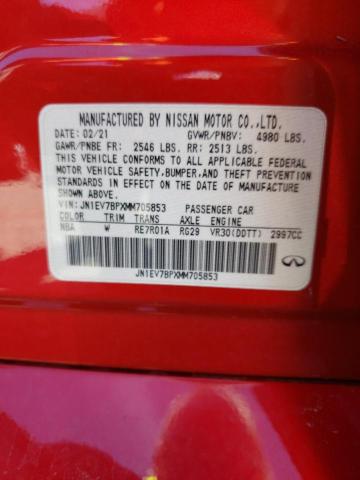 MANUFACTURED BY NISSAN MOTOR CO.,LTD.
DATE: 02/21 GVWR/PNBV: 4980 LBS.
GAWR/PNBE FR: 2546 LBS. RR: 2513 LBS.
THIS VEHICLE CONFORMS TO ALL APPLICABLE FEDERAL
MOTOR VEHICLE SAFETY, BUMPER, AND THEFT PREVENTION
STANDARDS IN EFFECT ON THE DATE OF MANUFACTURE
SHOWN ABOVE.
VIN: JN1EV7BPXMM705853 PASSENGER CAR
COLOR TRIM TRANS AXLE ENGINE
NBA W RE7R01A RG29 VR30(DDTT) 2997CC
JN1EV7BPXMM705853